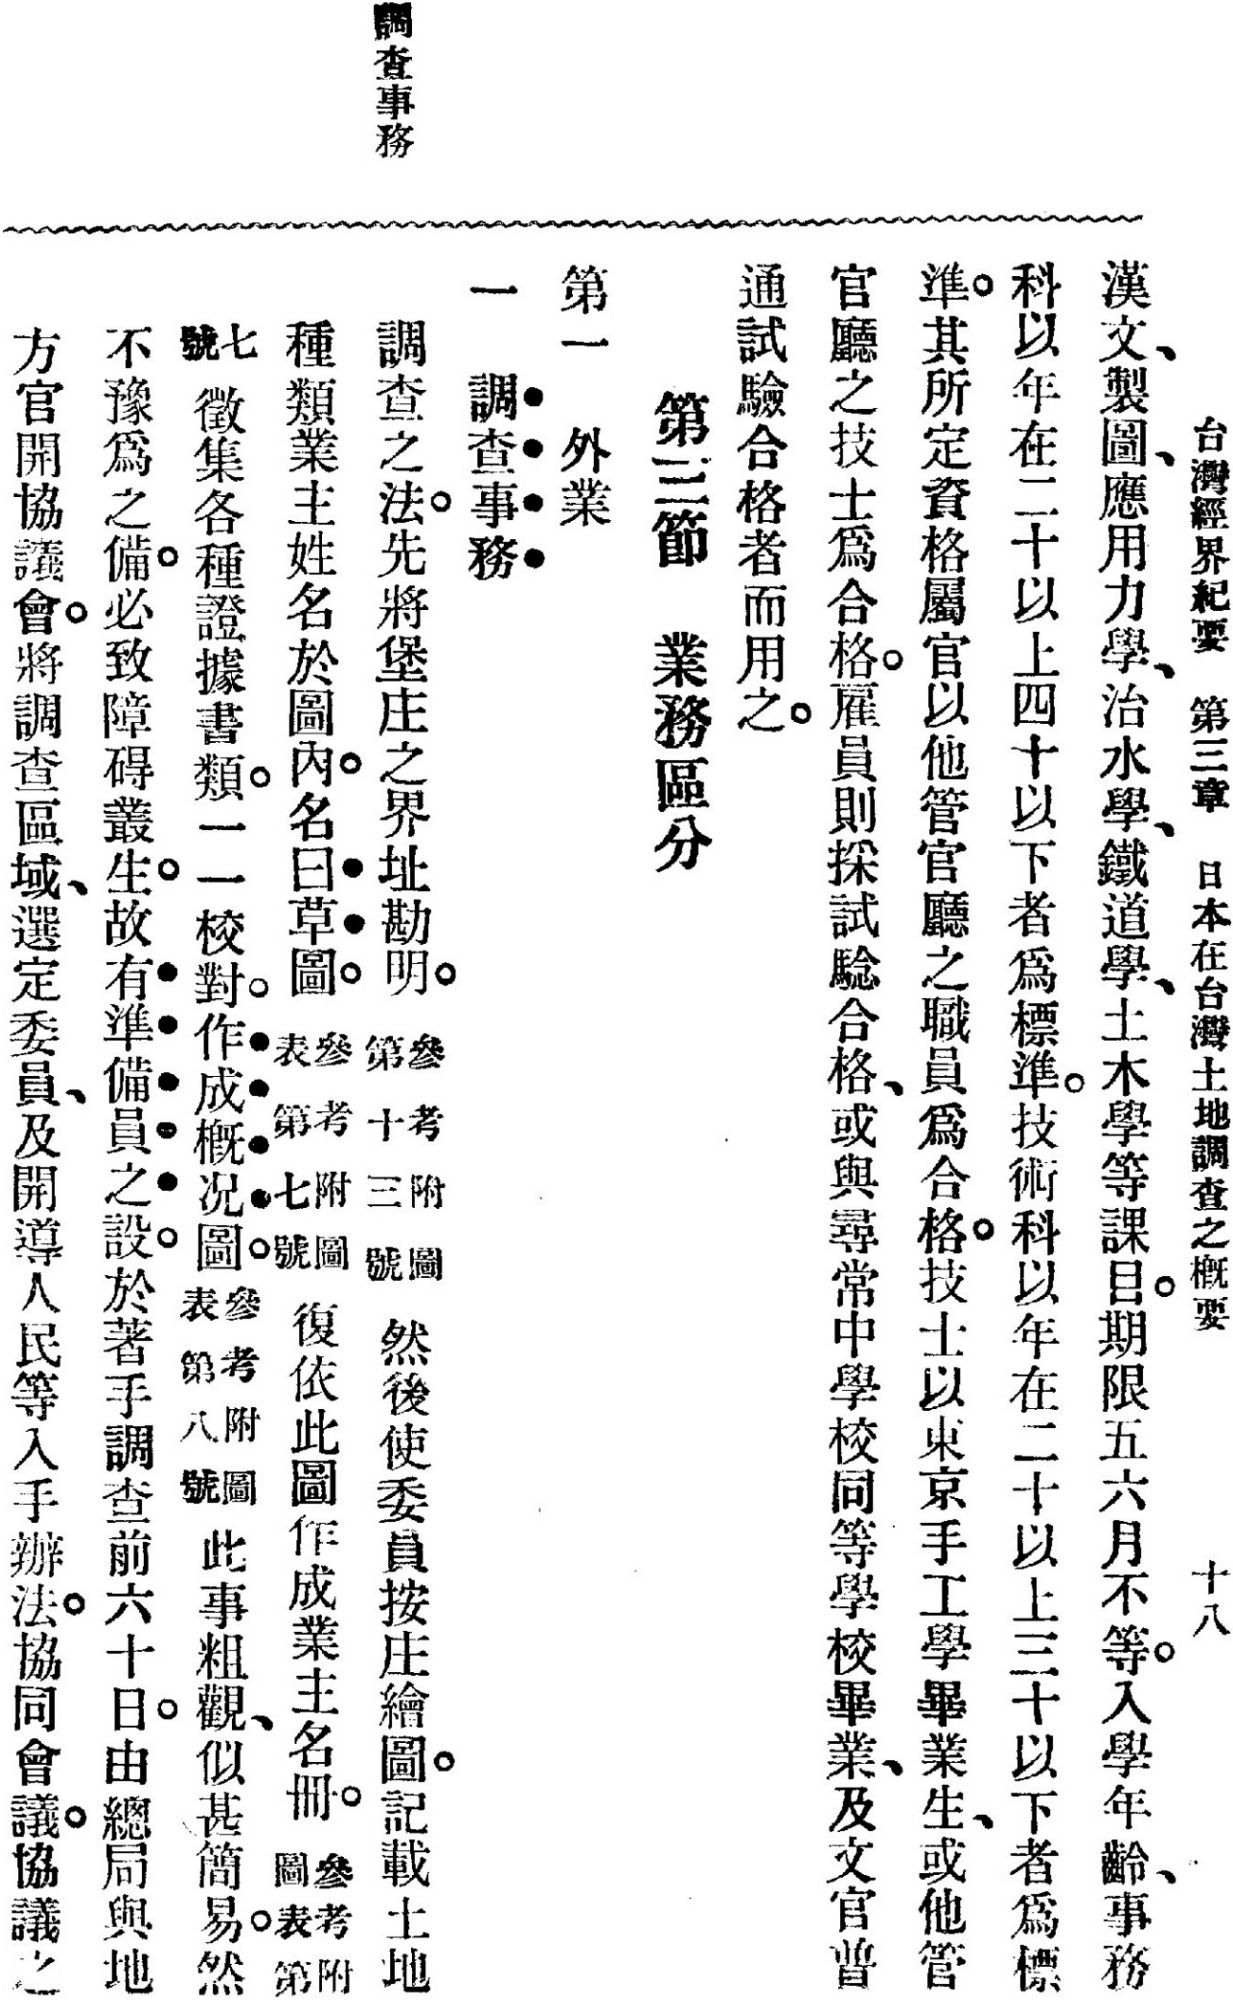 台灣經界紀要　第三章　日本在台灣土地調查之概要　十八
漢文、製圖、應用力學、治水學、鐵道學、土木學等課目。期限五六月不等。入學年齡、事務
科以年在二十以上四十以下者爲標準。技術科以年在二十以上三十以下者爲標
準。其所定資格屬官以他管官廳之職員爲合格。技士以東京手工學畢業生、或他管
官廳之技士爲合格。雇員則採試驗合格、或與尋常中學校同等學校畢業、及文官普
通試驗合格者而用之。
第三節　業務區分
第一　外業
一　調查事務
調查事務
調查之法。先將堡庄之界址勘明。參考附圖第十三號然後使委員按庄繪圖。記載土地
種類業主姓名於圖內。名曰草圖。參考附圖表第七號復依此圖作成業主名冊。參考附圖表第
七號徵集各種證據書類。一一校對。作成概況圖。參考附圖表第八號此事粗觀、似甚簡易。然
不豫爲之備。必致障碍叢生。故有準備員之設。於著手調查前六十日。由總局與地
方官開協議會。將調查區域、選定委員、及開導人民等入手辦法。協同會議。協議之